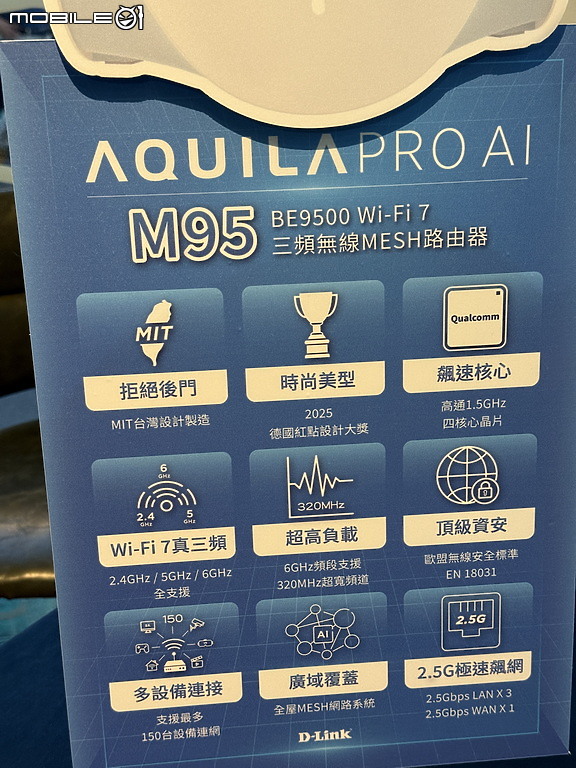 MOBILE01
AQUILA PRO AI
M95
BE9500 Wi-Fi 7
三頻無線MESH路由器
MIT
拒絕後門
MIT台灣設計製造
時尚美型
2025
德國紅點設計大獎
Qualcomm
飆速核心
高通1.5GHz
四核心晶片
6
GHz
2.4
GHz
5
GHz
Wi-Fi 7真三頻
2.4GHz / 5GHz / 6GHz
全支援
320MHz
超高負載
6GHz頻段支援
320MHz超寬頻道
頂級資安
歐盟無線安全標準
EN 18031
150
多設備連接
支援最多
150台設備連網
AI
廣域覆蓋
全屋MESH網路系統
2.5G
2.5G極速飆網
2.5Gbps LAN X 3
2.5Gbps WAN X 1
D-Link